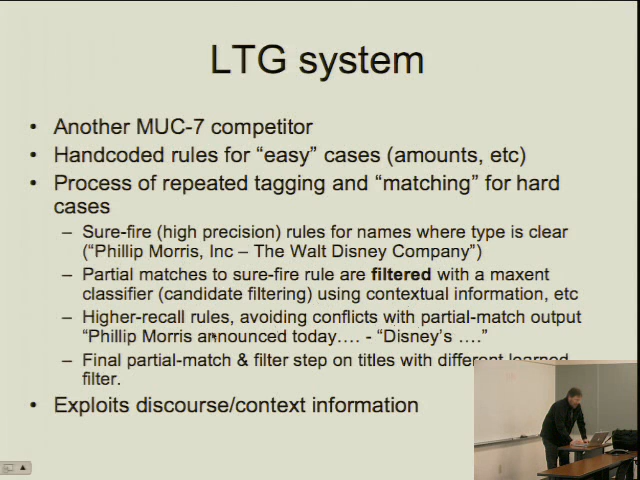 LTG system
• Another MUC-7 competitor
• Handcoded rules for “easy” cases (amounts, etc)
• Process of repeated tagging and “matching” for hard
cases
– Sure-fire (high precision) rules for names where type is clear
(“Phillip Morris, Inc – The Walt Disney Company”)
– Partial matches to sure-fire rule are filtered with a maxent
classifier (candidate filtering) using contextual information, etc
– Higher-recall rules, avoiding conflicts with partial-match output
“Phillip Morris announced today…. - “Disney’s ….”
– Final partial-match & filter step on titles with different learned
filter.
• Exploits discourse/context information